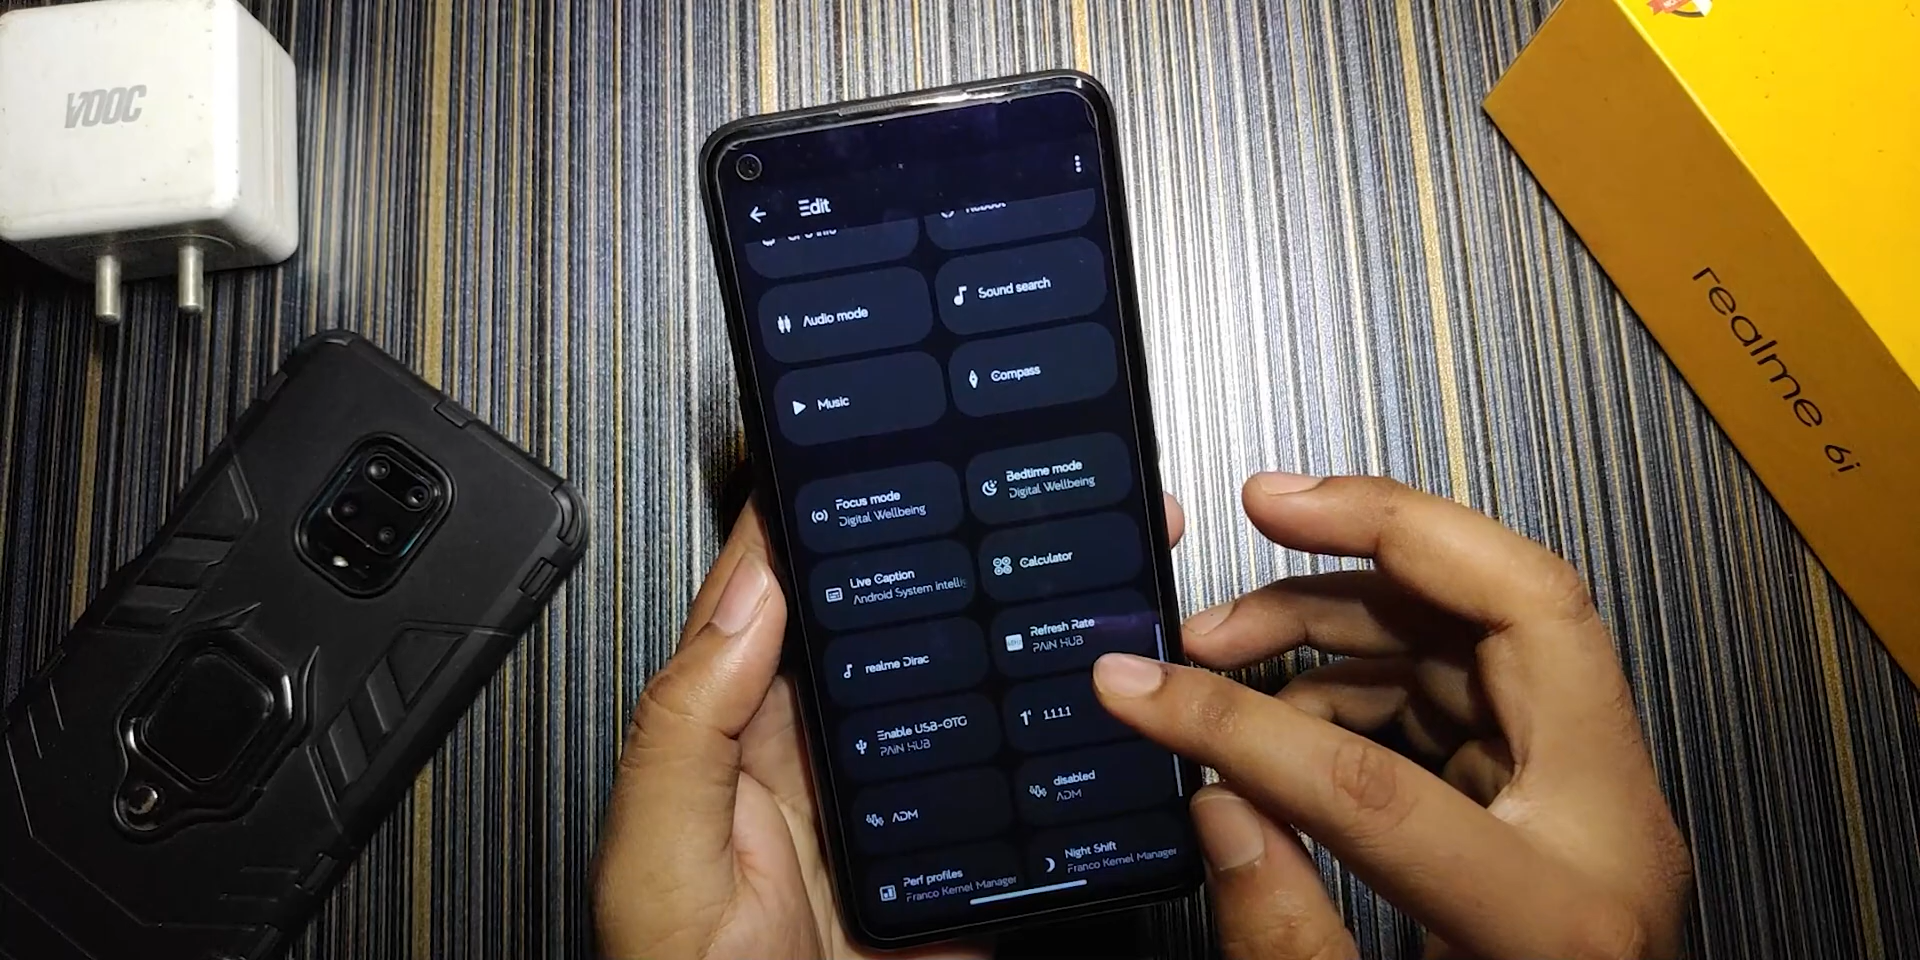 VOOC
realme 6i
Edit
Reboot
Audio mode
Sound search
Music
Compass
Focus mode
Digital Wellbeing
Bedtime mode
Digital Wellbeing
Live Caption
Android System Intelli
Calculator
realme Dirac
Refresh Rate
PAIN HUB
Enable USB-OTG
PAIN HUB
1.1.1.1
ADM
disabled
ADM
Perf profiles
Franco Kernel Manager
Night Shift
Franco Kernel Manager